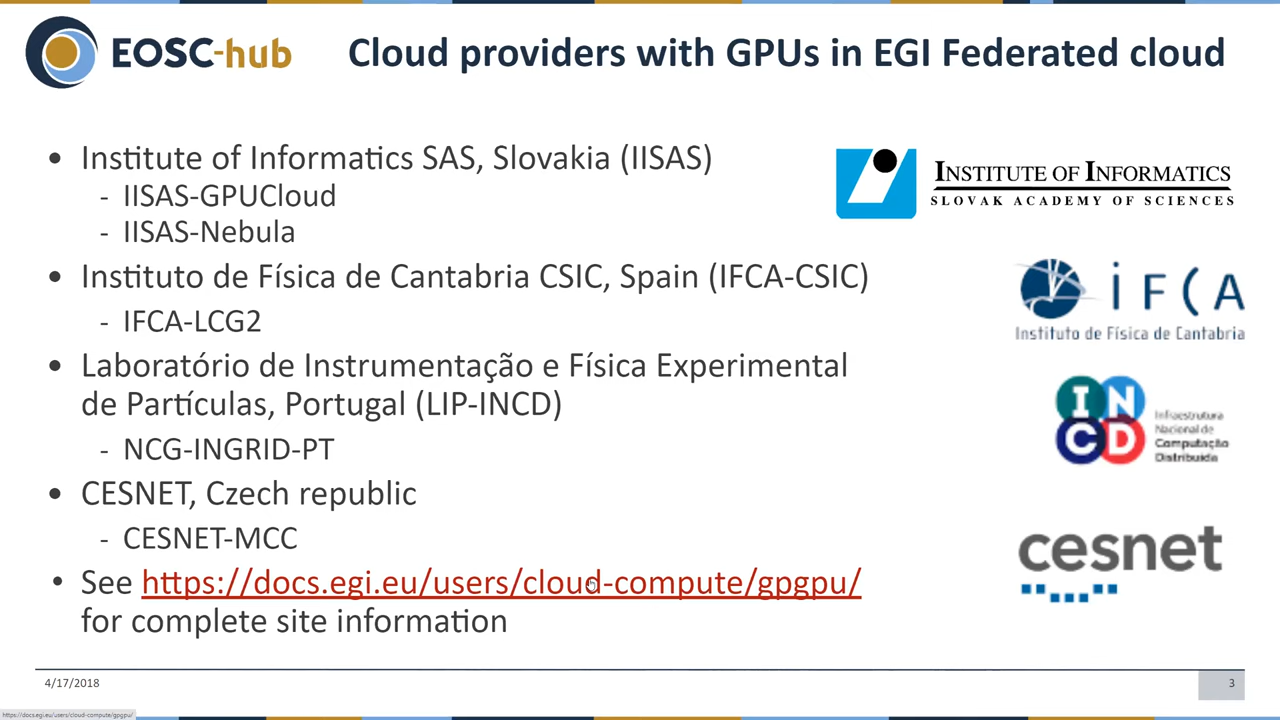 EOSC-hub
Cloud providers with GPUs in EGI Federated cloud
• Institute of Informatics SAS, Slovakia (IISAS)
- IISAS-GPUCloud
- IISAS-Nebula
• Instituto de Física de Cantabria CSIC, Spain (IFCA-CSIC)
- IFCA-LCG2
• Laboratório de Instrumentação e Física Experimental
de Partículas, Portugal (LIP-INCD)
- NCG-INGRID-PT
• CESNET, Czech republic
- CESNET-MCC
• See https://docs.egi.eu/users/cloud-compute/gpgpu/
for complete site information
INSTITUTE OF INFORMATICS
SLOVAK ACADEMY OF SCIENCES
iFCA
Instituto de Física de Cantabria
INCD
Infraestrutura
Nacional de
Computação
Distribuída
cesnet
4/17/2018
3
https://docs.egi.eu/users/cloud-compute/gpgpu/